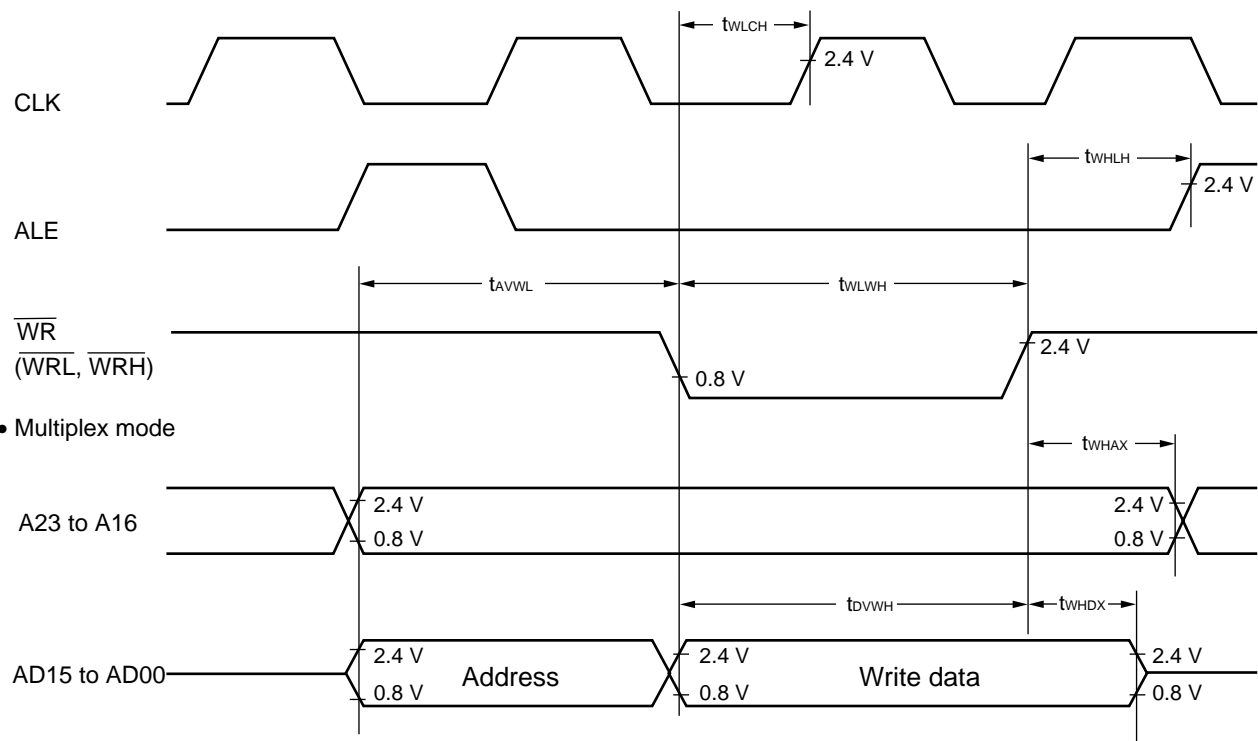 tWLCH
2.4 V
CLK
tWHLH
2.4 V
ALE
tAVWL
tWLWH
WR
2.4 V
(WRL, WRH)
0.8 V
• Multiplex mode
tWHAX
2.4 V
2.4 V
A23 to A16
0.8 V
0.8 V
tDVWH
tWHDX
2.4 V
2.4 V
2.4 V
AD15 to AD00
Address
Write data
0.8 V
0.8 V
0.8 V